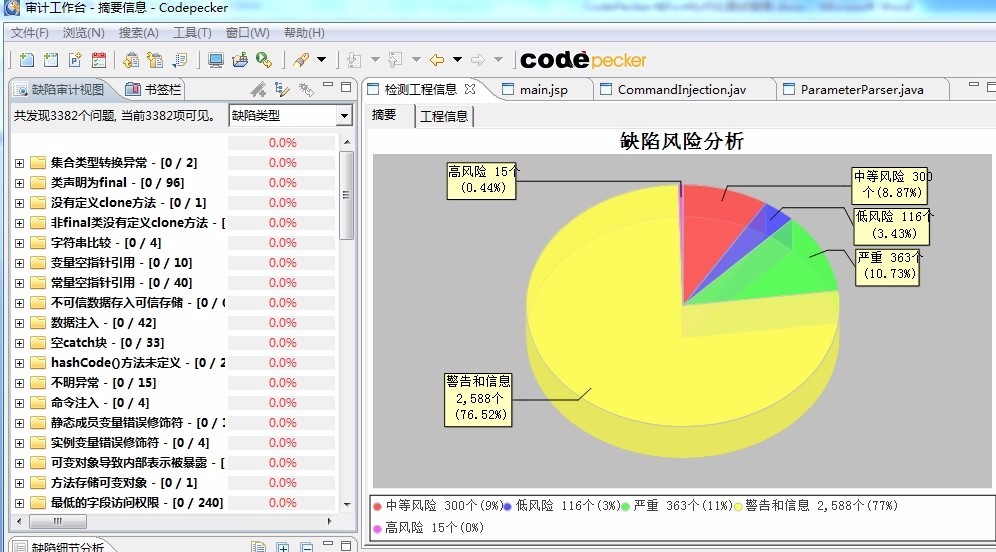 审计工作台 - 摘要信息 - Codepecker
文件(F) 浏览(N) 搜索(A) 工具(T) 窗口(W) 帮助(H)
codepecker
缺陷审计视图 书签栏
共发现3382个问题, 当前3382项可见。 缺陷类型
0.0%
集合类型转换异常 - [0 / 2] 0.0%
类声明为final - [0 / 96] 0.0%
没有定义clone方法 - [0 / 1] 0.0%
非final类没有定义clone方法 - [ 0.0%
字符串比较 - [0 / 4] 0.0%
变量空指针引用 - [0 / 10] 0.0%
常量空指针引用 - [0 / 40] 0.0%
不可信数据存入可信存储 - [0 / 0.0%
数据注入 - [0 / 42] 0.0%
空catch块 - [0 / 33] 0.0%
hashCode()方法未定义 - [0 / 2 0.0%
不明异常 - [0 / 15] 0.0%
命令注入 - [0 / 4] 0.0%
静态成员变量错误修饰符 - [0 / 0.0%
实例变量错误修饰符 - [0 / 4] 0.0%
可变对象导致内部表示被暴露 - [ 0.0%
方法存储可变对象 - [0 / 1] 0.0%
最低的字段访问权限 - [0 / 240] 0.0%
缺陷细节分析
检测工程信息 main.jsp CommandInjection.jav ParameterParser.java
摘要 工程信息
缺陷风险分析
高风险 15个
(0.44%)
中等风险 300
个(8.87%)
低风险 116个
(3.43%)
严重 363个
(10.73%)
警告和信息
2,588个
(76.52%)
中等风险 300个(9%) 低风险 116个(3%) 严重 363个(11%) 警告和信息 2,588个(77%)
高风险 15个(0%)